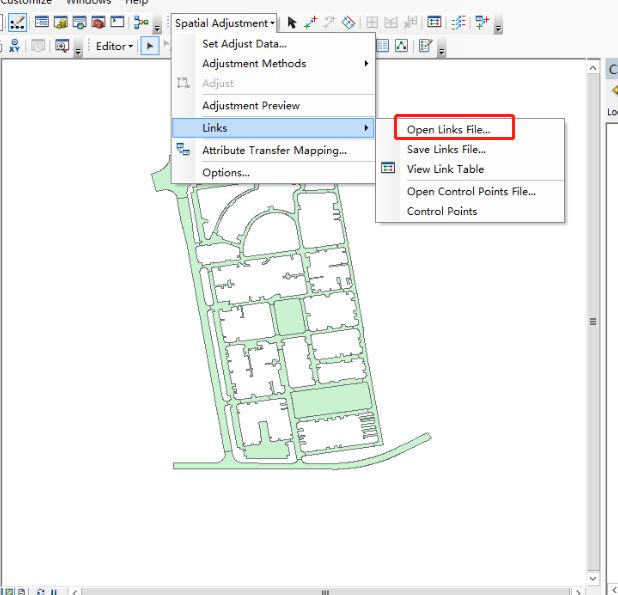 Customize Windows Help
Spatial Adjustment
Editor
Set Adjust Data...
Adjustment Methods
Adjust
Adjustment Preview
Links
Attribute Transfer Mapping...
Options...
Open Links File...
Save Links File...
View Link Table
Open Control Points File...
Control Points
XY
C
Lo